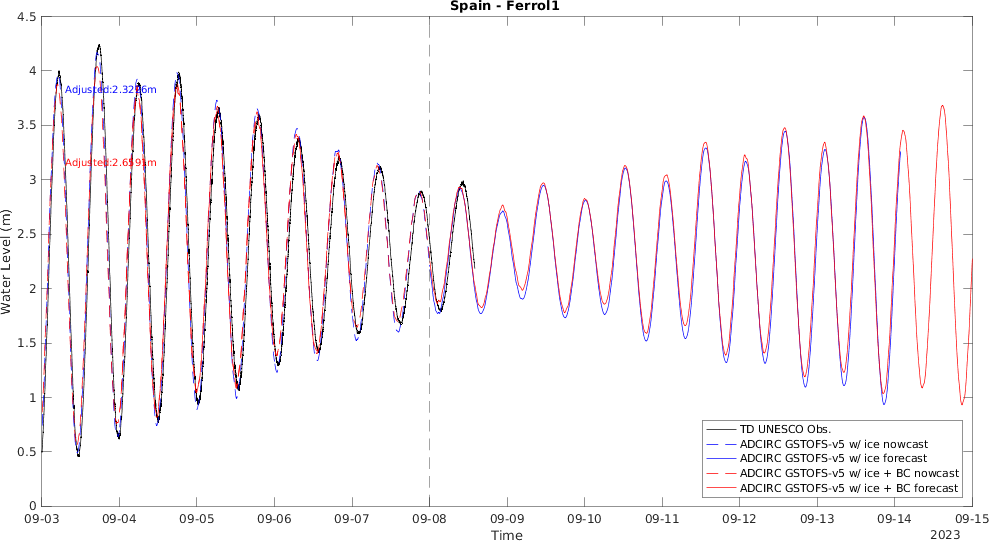 Spain - Ferrol1
4.5
4
3.5
3
2.5
2
1.5
1
0.5
0
Water Level (m)
Adjusted:2.3256m
Adjusted:2.6591m
TD UNESCO Obs.
ADCIRC GSTOFS-v5 w/ ice nowcast
ADCIRC GSTOFS-v5 w/ ice forecast
ADCIRC GSTOFS-v5 w/ ice + BC nowcast
ADCIRC GSTOFS-v5 w/ ice + BC forecast
09-03 09-04 09-05 09-06 09-07 09-08 09-09 09-10 09-11 09-12 09-13 09-14 09-15
Time
2023